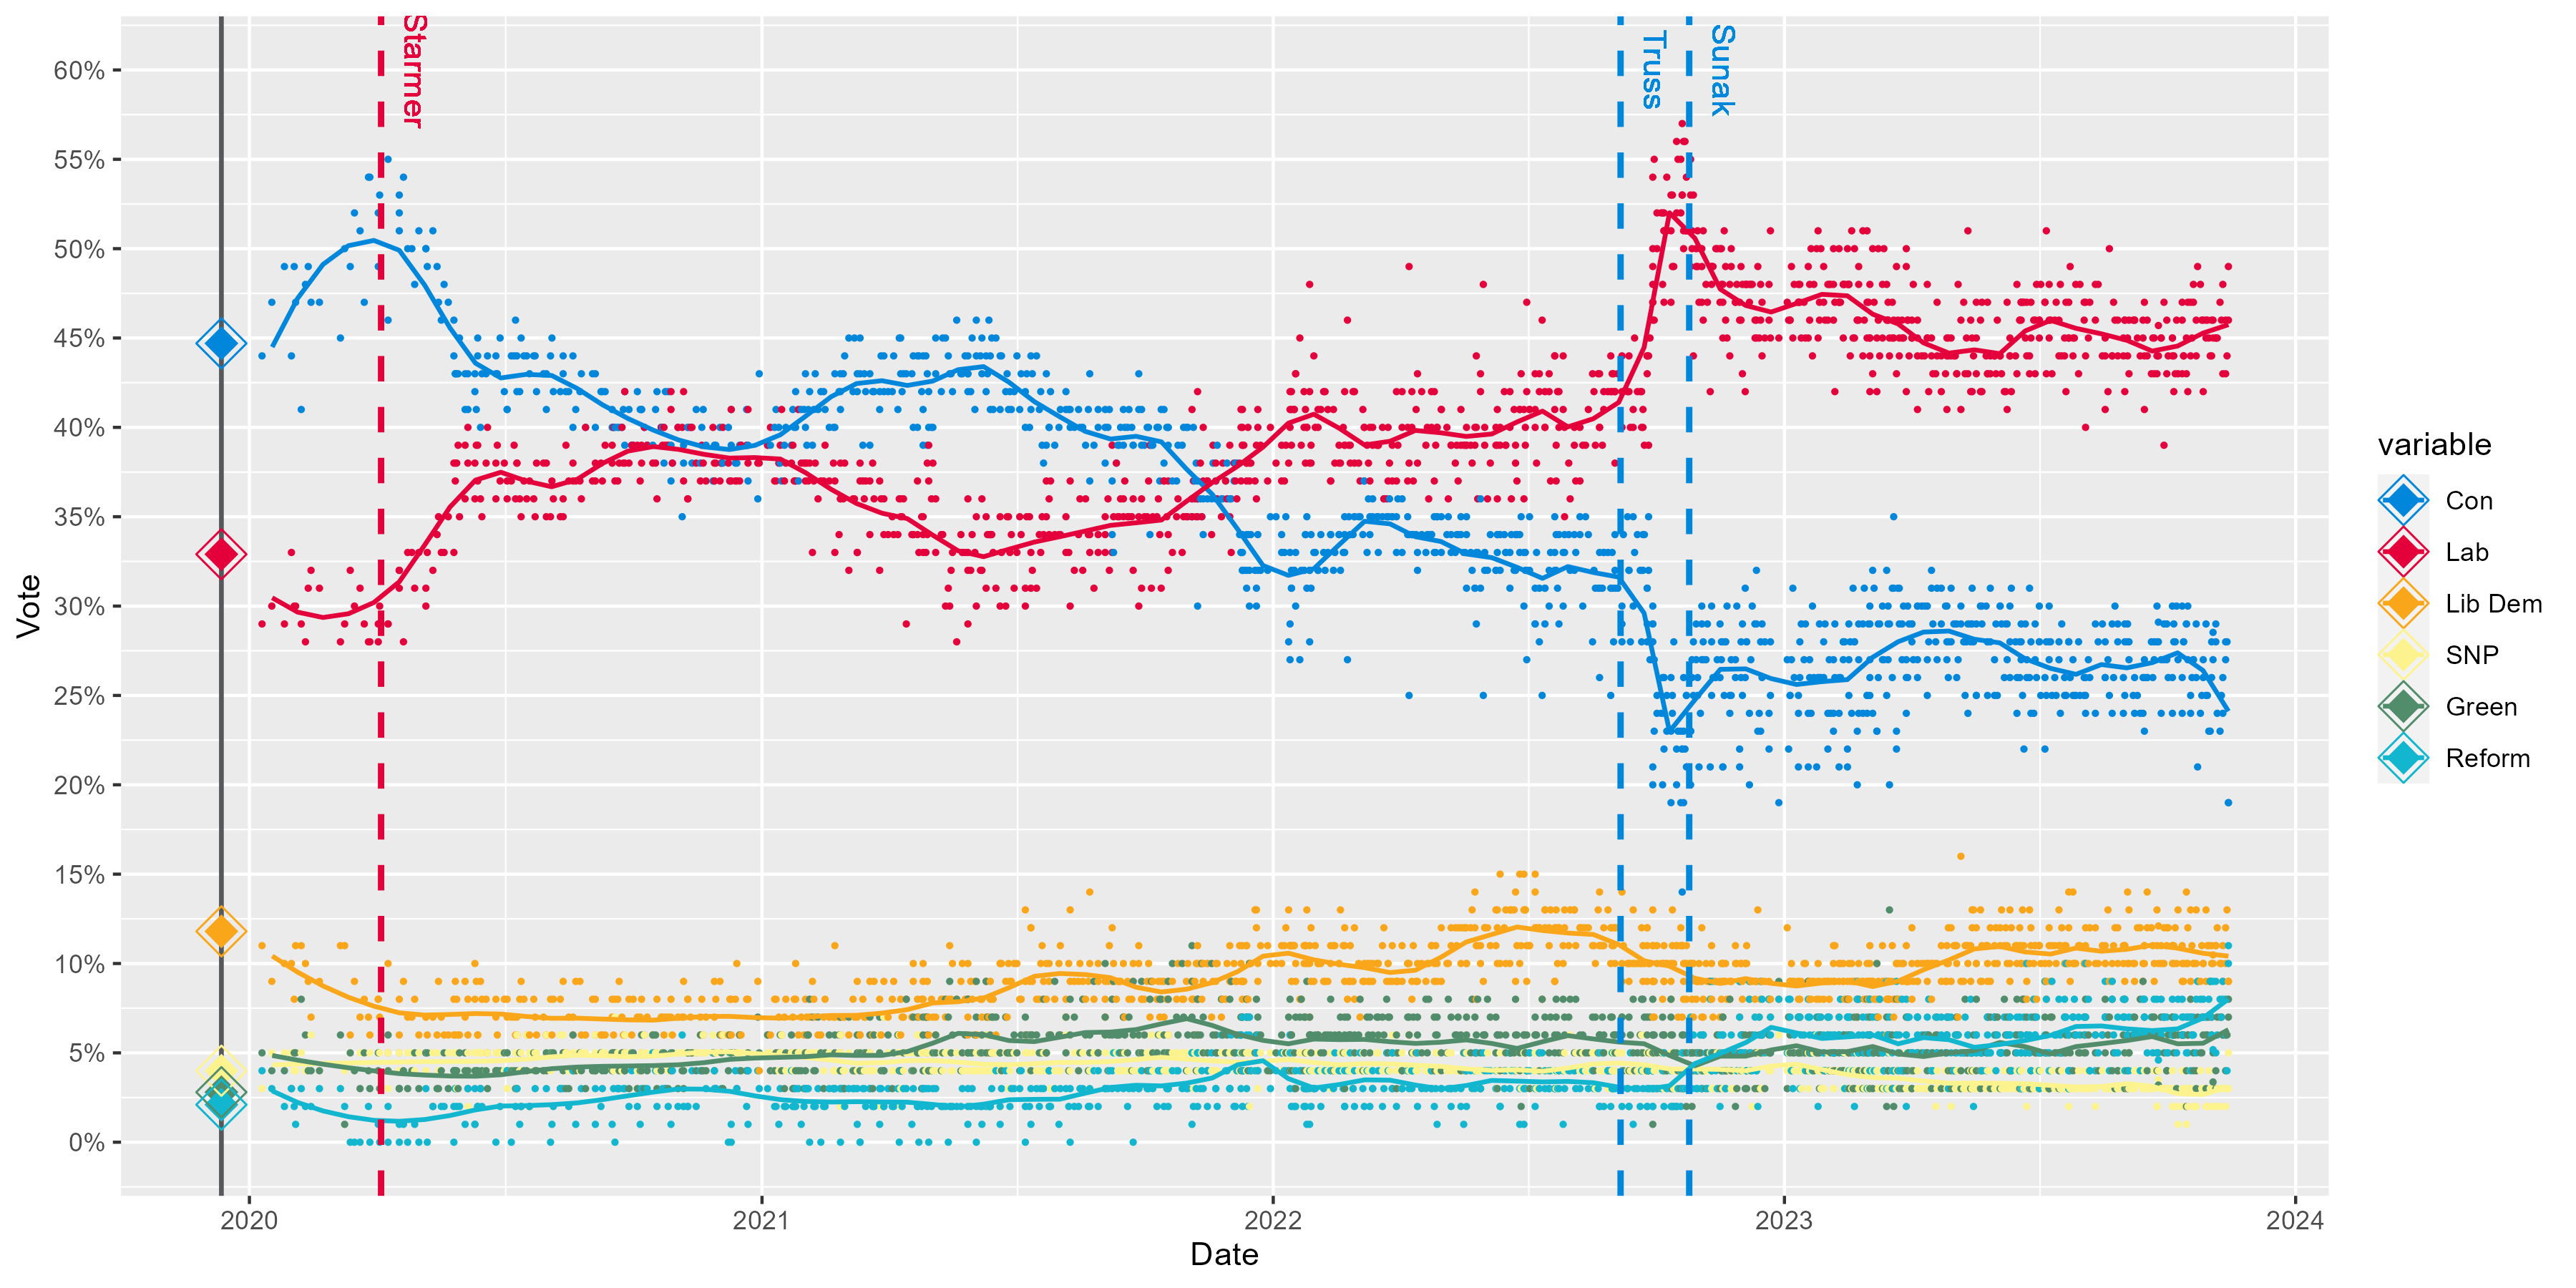 Starmer
Truss
Sunak
60%
55%
50%
45%
40%
35%
30%
25%
20%
15%
10%
5%
0%
Vote
2020
2021
2022
2023
2024
Date
variable
Con
Lab
Lib Dem
SNP
Green
Reform